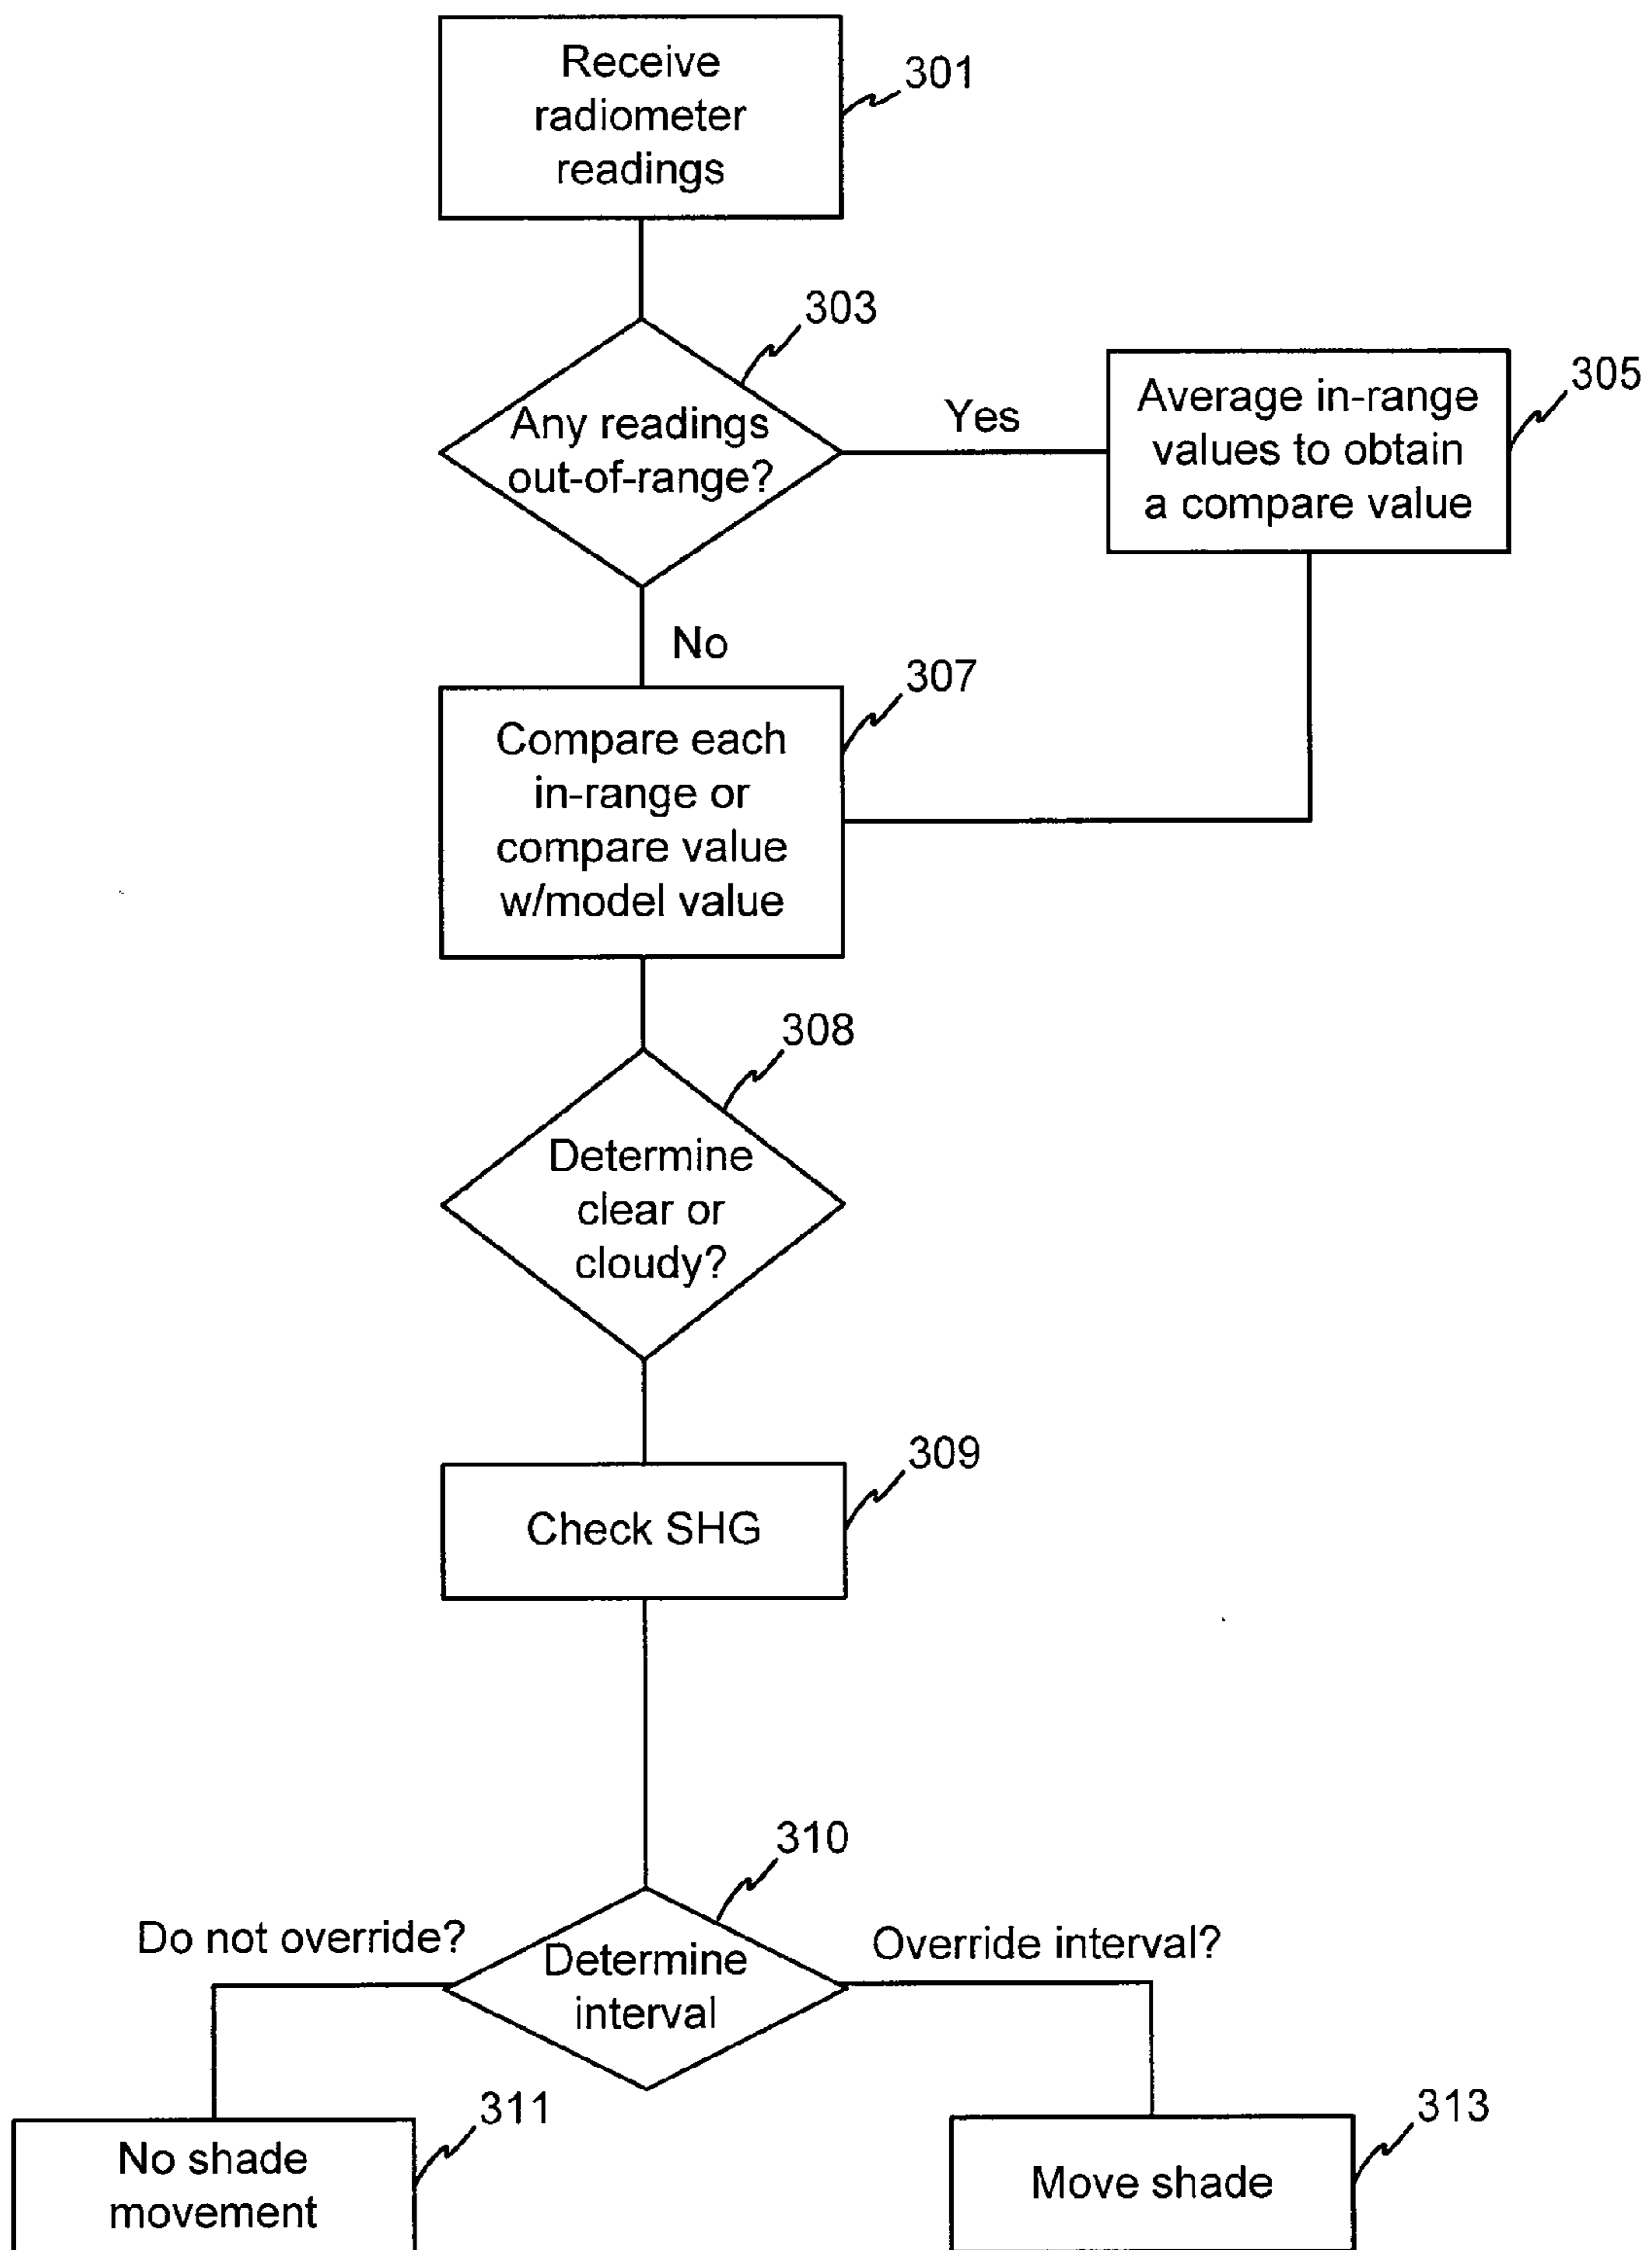 Receive
radiometer
readings
301
303
Any readings
out-of-range?
Yes
Average in-range
values to obtain
a compare value
305
No
307
Compare each
in-range or
compare value
w/model value
308
Determine
clear or
cloudy?
309
Check SHG
310
Do not override?
Determine
interval
Override interval?
311
No shade
movement
313
Move shade